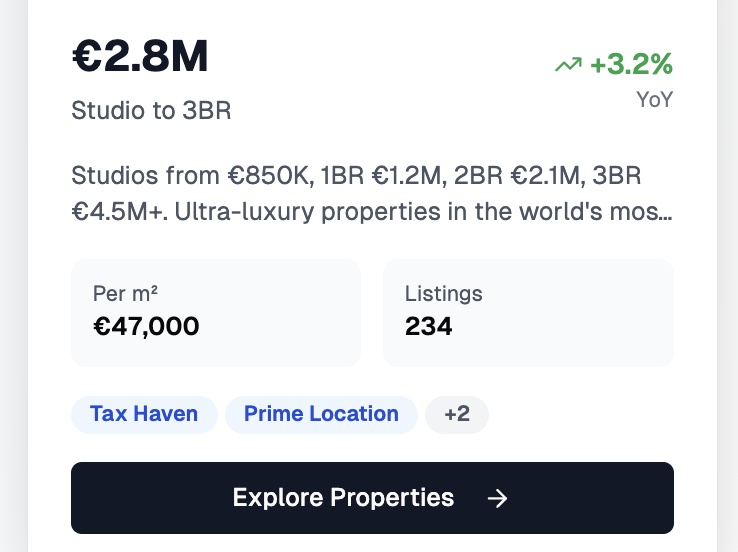 €2.8M
+3.2%
Studio to 3BR
YoY
Studios from €850K, 1BR €1.2M, 2BR €2.1M, 3BR
€4.5M+. Ultra-luxury properties in the world's mos...
Per m²
€47,000
Listings
234
Tax Haven
Prime Location
+2
Explore Properties →